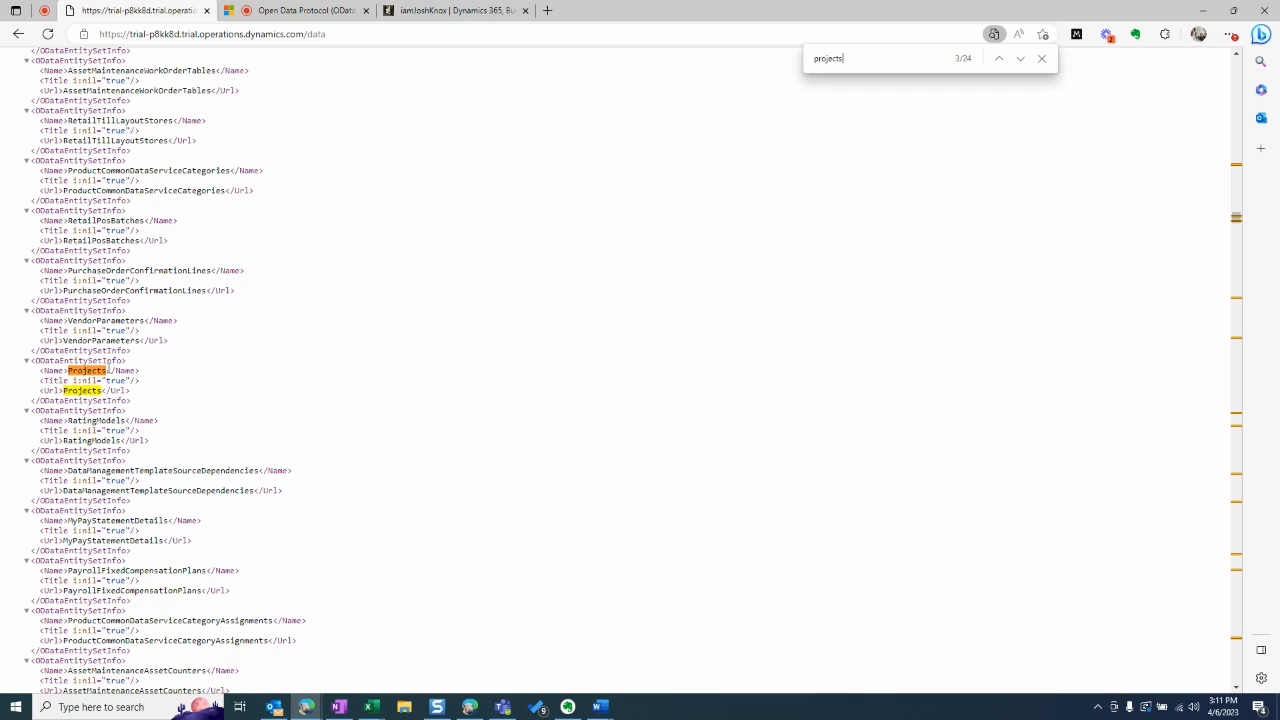 https://trial-p8kk8d.trial.operatio
Open Data Protocol (OData
iamJoshKnox | Dynamics 365, Bu
https://trial-p8kk8d.trial.operations.dynamics.com/data
projects 3/24
</ODataEntitySetInfo>
<ODataEntitySetInfo>
<Name>AssetMaintenanceWorkOrderTables</Name>
<Title i:nil="true"/>
<Url>AssetMaintenanceWorkOrderTables</Url>
</ODataEntitySetInfo>
<ODataEntitySetInfo>
<Name>RetailTillLayoutStores</Name>
<Title i:nil="true"/>
<Url>RetailTillLayoutStores</Url>
</ODataEntitySetInfo>
<ODataEntitySetInfo>
<Name>ProductCommonDataServiceCategories</Name>
<Title i:nil="true"/>
<Url>ProductCommonDataServiceCategories</Url>
</ODataEntitySetInfo>
<ODataEntitySetInfo>
<Name>RetailPosBatches</Name>
<Title i:nil="true"/>
<Url>RetailPosBatches</Url>
</ODataEntitySetInfo>
<ODataEntitySetInfo>
<Name>PurchaseOrderConfirmationLines</Name>
<Title i:nil="true"/>
<Url>PurchaseOrderConfirmationLines</Url>
</ODataEntitySetInfo>
<ODataEntitySetInfo>
<Name>VendorParameters</Name>
<Title i:nil="true"/>
<Url>VendorParameters</Url>
</ODataEntitySetInfo>
<ODataEntitySetInfo>
<Name>Projects</Name>
<Title i:nil="true"/>
<Url>Projects</Url>
</ODataEntitySetInfo>
<ODataEntitySetInfo>
<Name>RatingModels</Name>
<Title i:nil="true"/>
<Url>RatingModels</Url>
</ODataEntitySetInfo>
<ODataEntitySetInfo>
<Name>DataManagementTemplateSourceDependencies</Name>
<Title i:nil="true"/>
<Url>DataManagementTemplateSourceDependencies</Url>
</ODataEntitySetInfo>
<ODataEntitySetInfo>
<Name>MyPayStatementDetails</Name>
<Title i:nil="true"/>
<Url>MyPayStatementDetails</Url>
</ODataEntitySetInfo>
<ODataEntitySetInfo>
<Name>PayrollFixedCompensationPlans</Name>
<Title i:nil="true"/>
<Url>PayrollFixedCompensationPlans</Url>
</ODataEntitySetInfo>
<ODataEntitySetInfo>
<Name>ProductCommonDataServiceCategoryAssignments</Name>
<Title i:nil="true"/>
<Url>ProductCommonDataServiceCategoryAssignments</Url>
</ODataEntitySetInfo>
<ODataEntitySetInfo>
<Name>AssetMaintenanceAssetCounters</Name>
<Title i:nil="true"/>
<Url>AssetMaintenanceAssetCounters</Url>
Type here to search
3:11 PM
4/6/2023